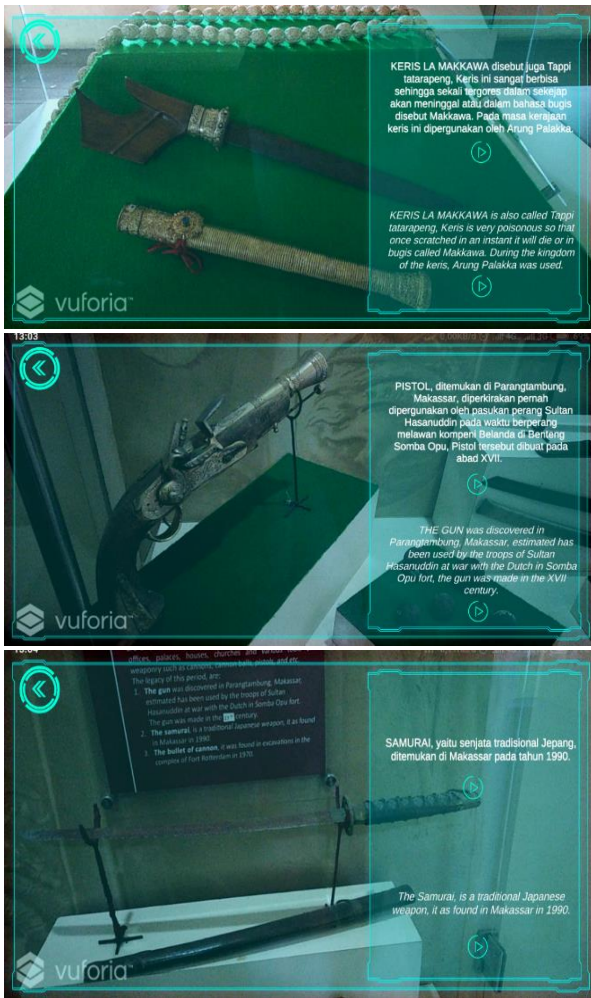 KERIS LA MAKKAWA disebut juga Tappi
tatarapeng, Keris ini sangat berbisa
sehingga sekali tergores dalam sekejap
akan meninggal atau dalam bahasa bugis
disebut Makkawa. Pada masa kerajaan
keris ini dipergunakan oleh Arung Palakka.
KERIS LA MAKKAWA is also called Tappi
tatarapeng, Keris is very poisonous so that
once scratched in an instant it will die or in
bugis called Makkawa. During the kingdom
of the keris, Arung Palakka was used.
vuforia™
13:03
PISTOL, ditemukan di Parangtambung,
Makassar, diperkirakan pernah
dipergunakan oleh pasukan perang Sultan
Hasanuddin pada waktu berperang
melawan kompeni Belanda di Benteng
Somba Opu, Pistol tersebut dibuat pada
abad XVII.
THE GUN was discovered in
Parangtambung, Makassar, estimated has
been used by the troops of Sultan
Hasanuddin at war with the Dutch in Somba
Opu fort, the gun was made in the XVII
century.
vuforia™
offices, palaces, houses, churches and various
weaponry such as cannons, cannon balls, pistols, and etc.
The legacy of this period, are:
1. The gun was discovered in Parangtambung, Makassar,
estimated has been used by the troops of Sultan
Hasanuddin at war with the Dutch in Somba Opu fort.
The gun was made in the century.
2. The samurai, is a traditional Japanese weapon, it as found
in Makassar in 1990
3. The bullet of cannon, it was found in excavations in the
complex of Fort Rotterdam in 1970.
SAMURAI, yaitu senjata tradisional Jepang,
ditemukan di Makassar pada tahun 1990.
The Samurai, is a traditional Japanese
weapon, it as found in Makassar in 1990.
vuforia™